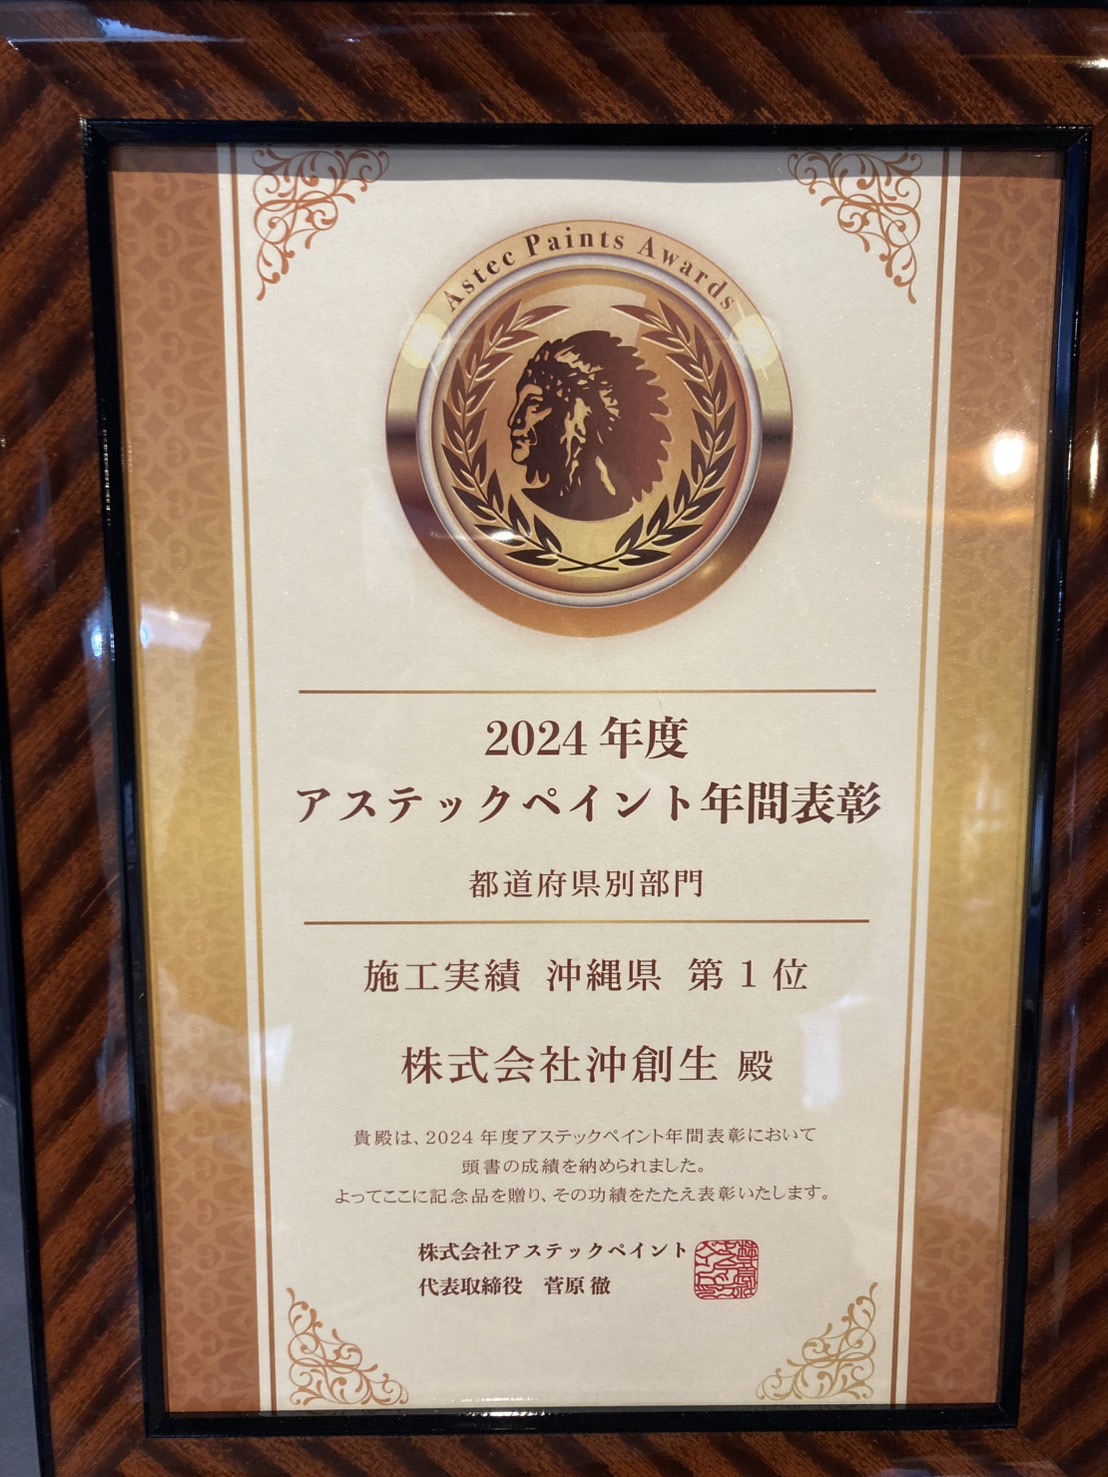 Astec Paints Awards
2024 年度
アステックペイント年間表彰
都道府県別部門
施工実績 沖縄県 第 1 位
株式会社沖創生 殿
貴殿は、2024 年度アステックペイント年間表彰において
頭書の成績を納められました。
よってここに記念品を贈り、その功績をたたえ表彰いたします。
株式会社アステックペイント
代表取締役 菅原 徹